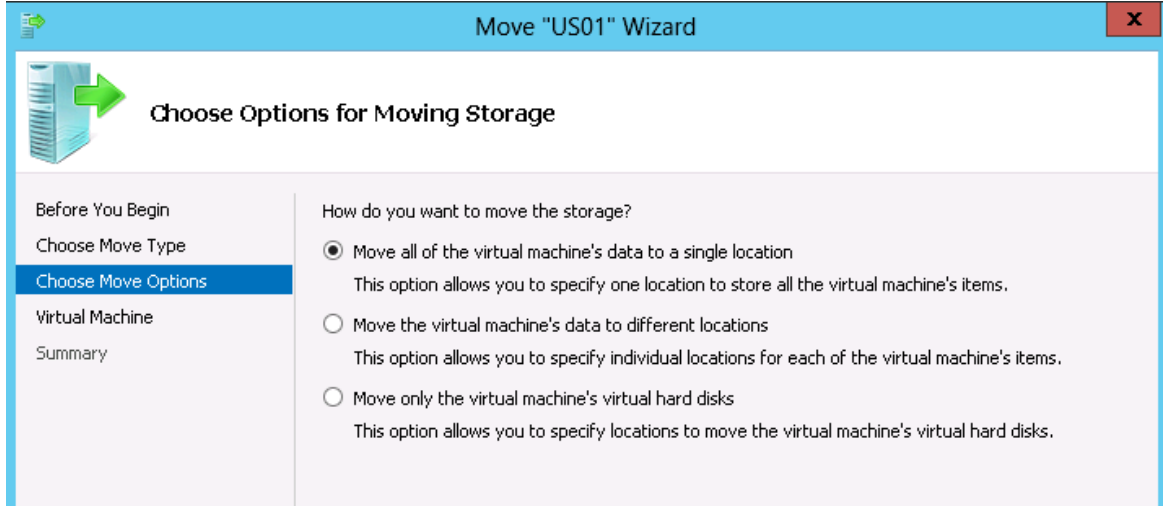 Move "US01" Wizard
x
Choose Options for Moving Storage
Before You Begin
Choose Move Type
Choose Move Options
Virtual Machine
Summary
How do you want to move the storage?
Move all of the virtual machine's data to a single location
This option allows you to specify one location to store all the virtual machine's items.
Move the virtual machine's data to different locations
This option allows you to specify individual locations for each of the virtual machine's items.
Move only the virtual machine's virtual hard disks
This option allows you to specify locations to move the virtual machine's virtual hard disks.